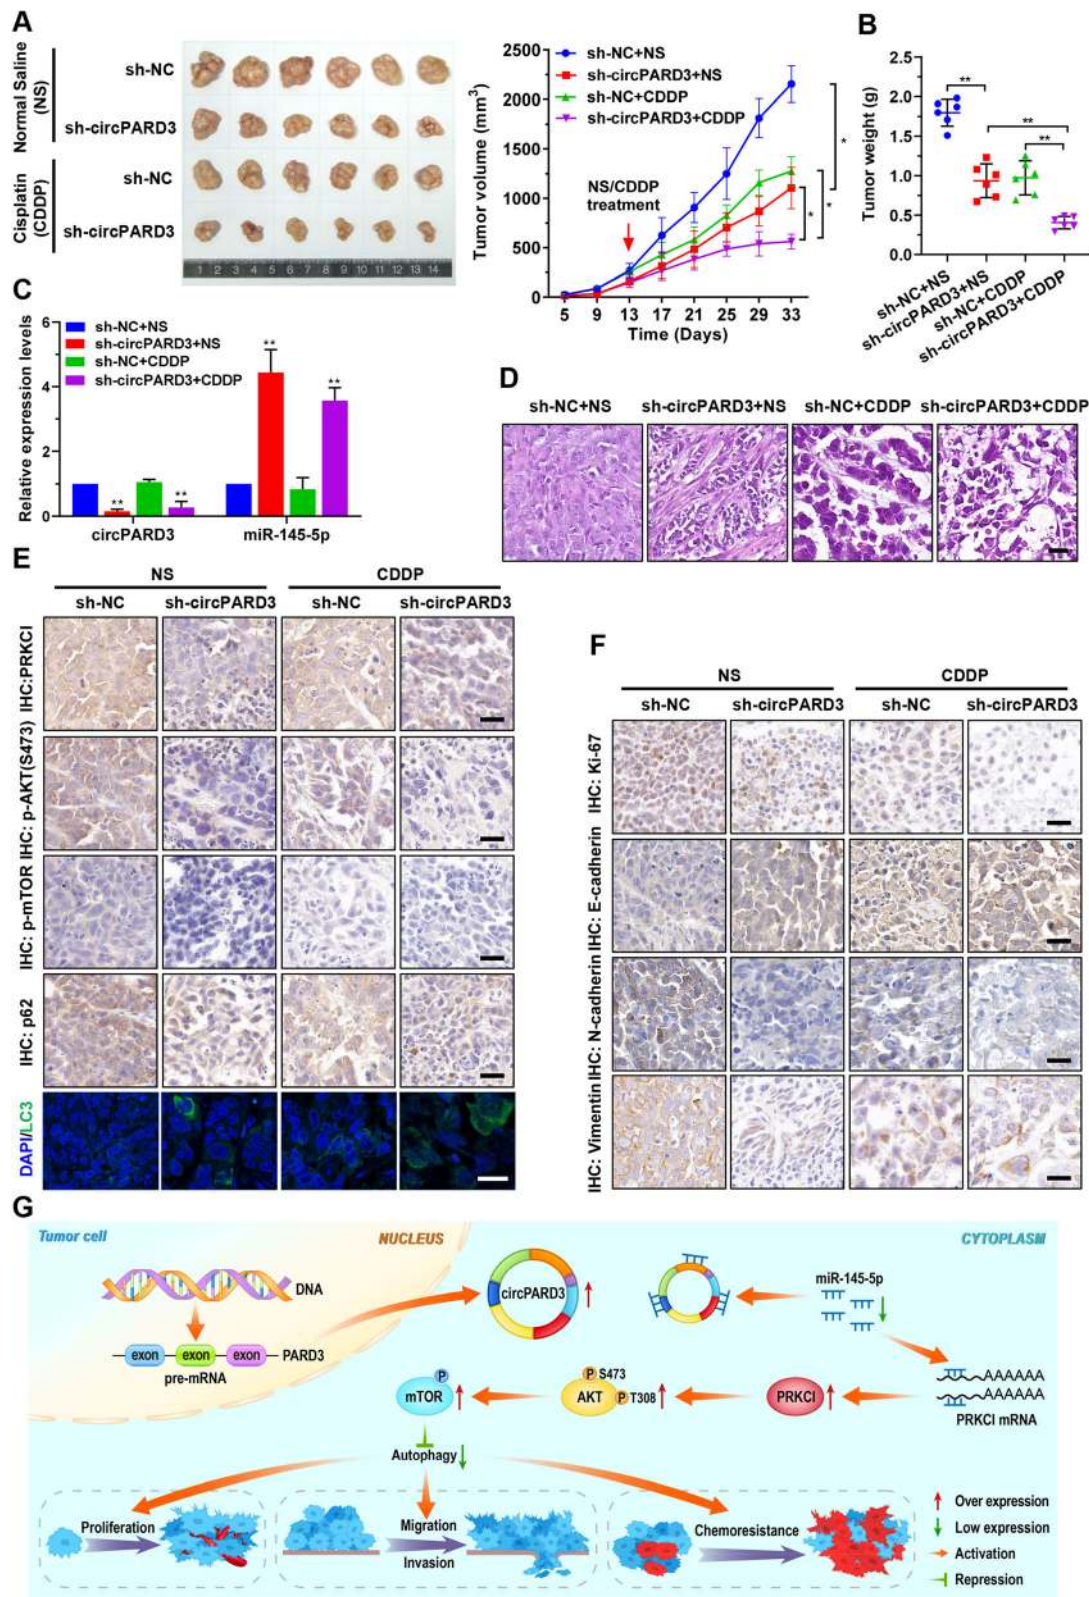 A
Normal Saline
(NS)
sh-NC
sh-circPARD3
Cisplatin
(CDDP)
sh-NC
sh-circPARD3
1 2 3 4 5 6 7 8 9 10 11 12 13 14
Tumor volume (mm3)
2500
2000
1500
1000
500
0
sh-NC+NS
sh-circPARD3+NS
sh-NC+CDDP
sh-circPARD3+CDDP
NS/CDDP
treatment
*
*
*
5 9 13 17 21 25 29 33
Time (Days)
B
Tumor weight (g)
2.5
2.0
1.5
1.0
0.5
0.0
**
**
**
sh-NC+NS
sh-circPARD3+NS
sh-NC+CDDP
sh-circPARD3+CDDP
C
Relative expression levels
6
4
2
0
sh-NC+NS
sh-circPARD3+NS
sh-NC+CDDP
sh-circPARD3+CDDP
**
**
**
**
circPARD3
miR-145-5p
D
sh-NC+NS
sh-circPARD3+NS
sh-NC+CDDP
sh-circPARD3+CDDP
E
NS
CDDP
sh-NC
sh-circPARD3
sh-NC
sh-circPARD3
IHC:PRKCI
IHC: p-AKT(S473)
IHC: p-mTOR
IHC: p62
DAPI/LC3
F
NS
CDDP
sh-NC
sh-circPARD3
sh-NC
sh-circPARD3
IHC: Ki-67
IHC: E-cadherin
IHC: N-cadherin
IHC: Vimentin
G
Tumor cell
NUCLEUS
CYTOPLASM
DNA
exon exon exon PARD3
pre-mRNA
circPARD3
miR-145-5p
AAAAAA
AAAAAA
PRKCI mRNA
PRKCI
P S473
AKT
P T308
P
mTOR
Autophagy
Proliferation
Migration
Invasion
Chemoresistance
Over expression
Low expression
Activation
Repression